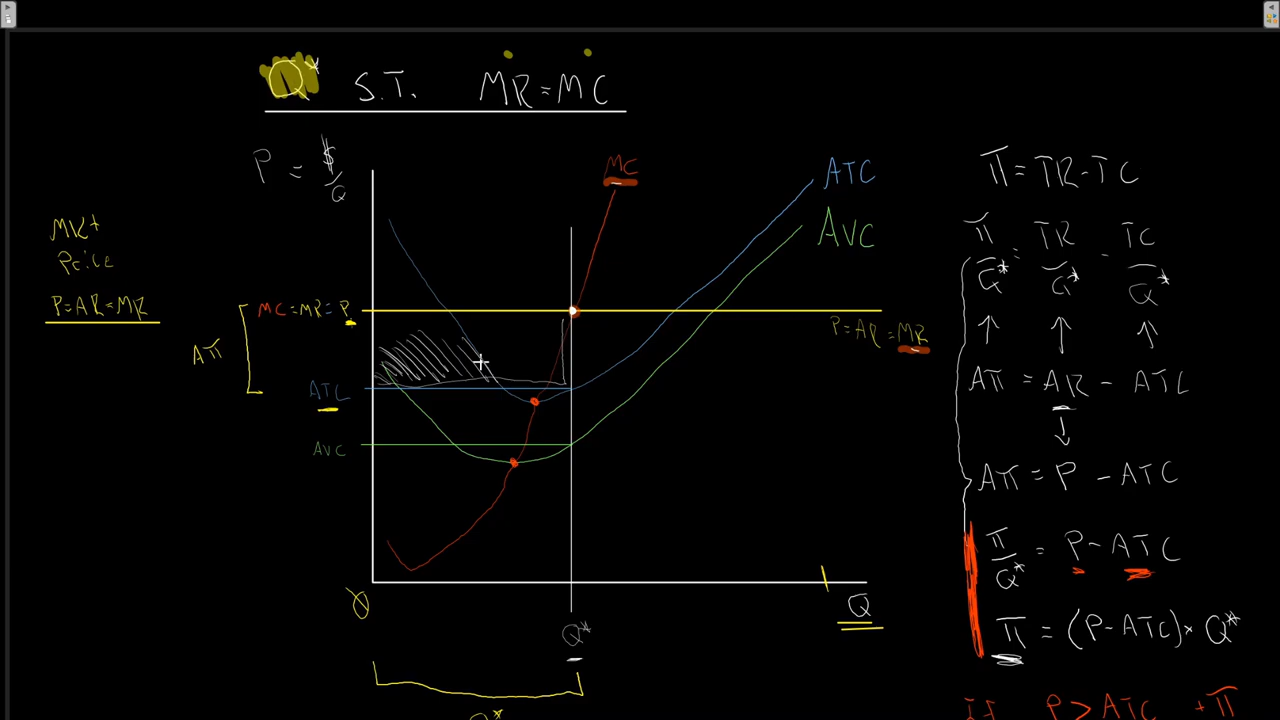 Q* S.T. MR=MC
P = $/Q
MC
ATC
AVC
MR+
Price
P=AR=MR
MC=MR=P
P=AR=MR
Aπ
ATC
AVC
0
Q
Q*
Q*
π=TR-TC
π/Q* = TR/Q* - TC/Q*
Aπ = AR - ATC
Aπ = P - ATC
π/Q* = P-ATC
π = (P-ATC)× Q*
If P>ATC +π